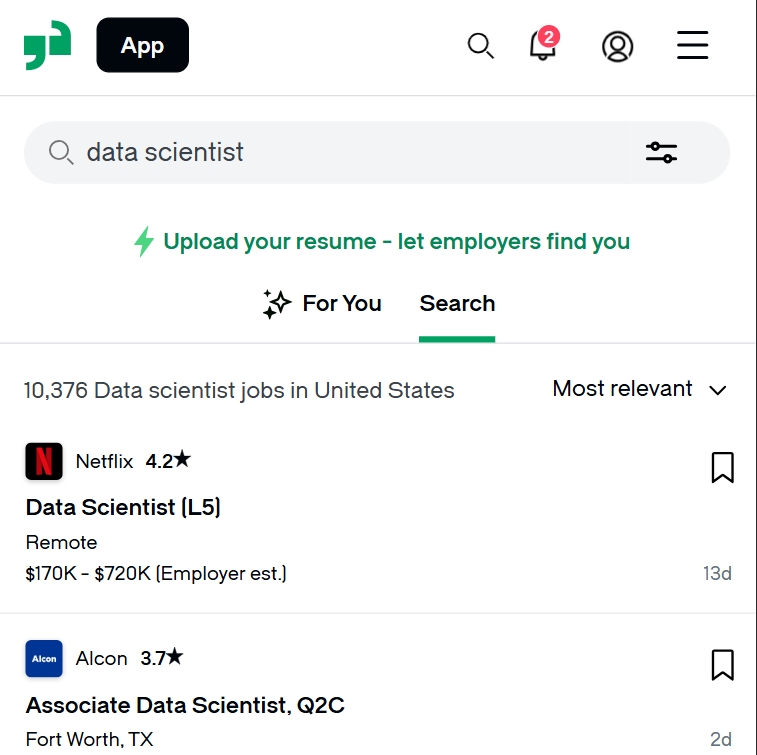 App
2
data scientist
Upload your resume - let employers find you
For You
Search
10,376 Data scientist jobs in United States
Most relevant
N
Netflix 4.2★
Data Scientist (L5)
Remote
$170K - $720K (Employer est.)
13d
Alcon
Alcon 3.7★
Associate Data Scientist, Q2C
Fort Worth, TX
2d